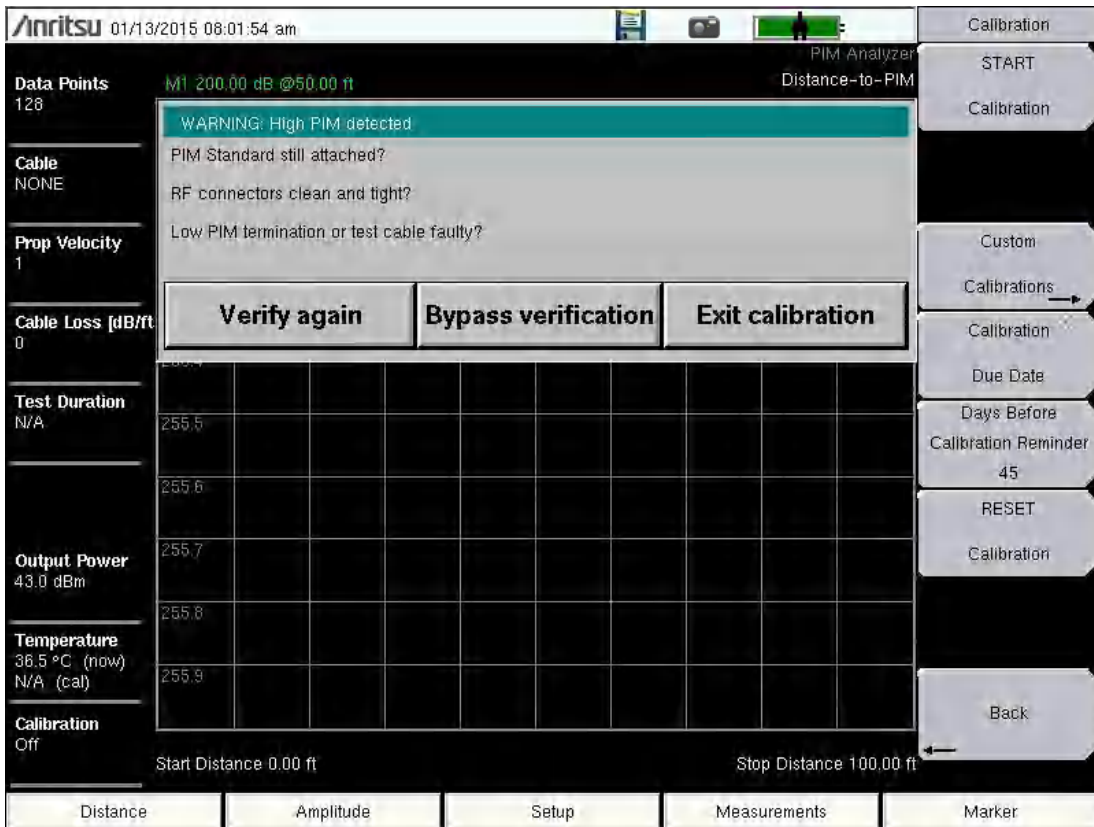 /Inritsu 01/13/2015 08:01:54 am
Calibration
PIM Analyzer
Distance-to-PIM
M1 200.00 dB @50.00 ft
Data Points
128
Cable
NONE
Prop Velocity
1
Cable Loss [dB/ft
0
Test Duration
N/A
Output Power
43.0 dBm
Temperature
36.5 °C (now)
N/A (cal)
Calibration
Off
WARNING: High PIM detected
PIM Standard still attached?
RF connectors clean and tight?
Low PIM termination or test cable faulty?
Verify again
Bypass verification
Exit calibration
255.5
255.6
255.7
255.8
255.9
Start Distance 0.00 ft
Stop Distance 100.00 ft
START
Calibration
Custom
Calibrations
Calibration
Due Date
Days Before
Calibration Reminder
45
RESET
Calibration
Back
Distance
Amplitude
Setup
Measurements
Marker